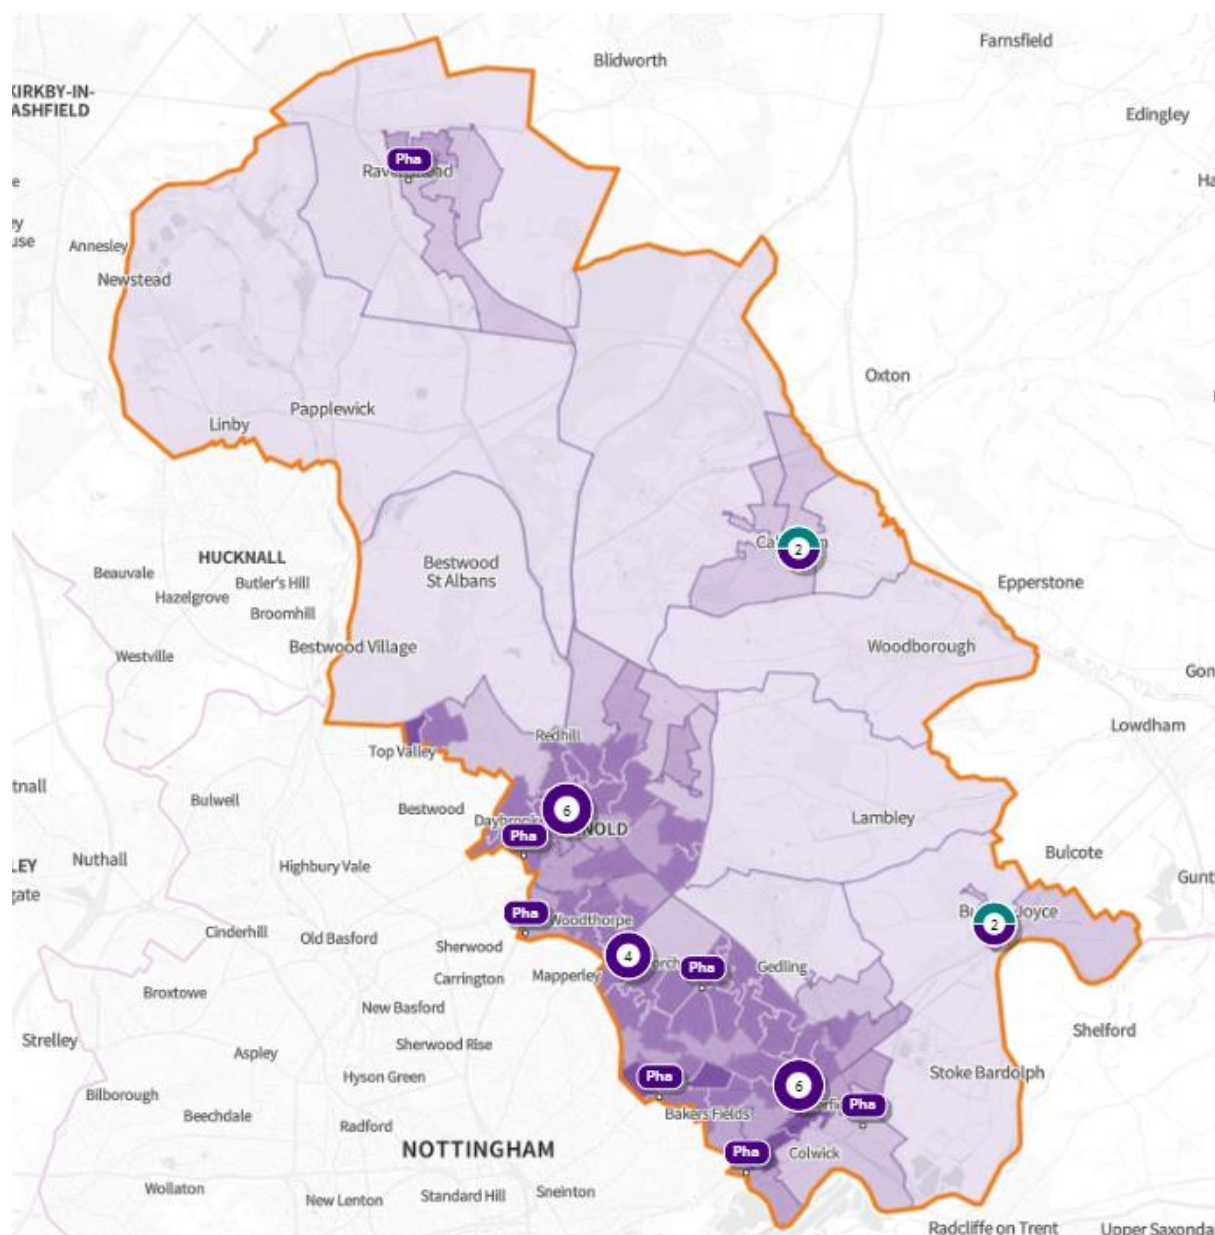 Farnsfield
Blidworth
KIRKBY-IN-
ASHFIELD
Edingley
Pha
Annesley
Newstead
Oxton
Papplewick
Linby
HUCKNALL
2
Bestwood
St Albans
Beauvale
Butler's Hill
Epperstone
Hazelgrove
Broomhill
Bestwood Village
Woodborough
Westville
Lowdham
Redhill
Top Valley
Bulwell
Bestwood
6
Lambley
Pha
Nuthall
Highbury Vale
Bulcote
Pha
Woodthorpe
Joyce
2
Cinderhill
Old Basford
Sherwood
4
Pha
Gedling
Carrington
Mapperley
Broxtowe
New Basford
Shelford
Strelley
Sherwood Rise
Aspley
Stoke Bardolph
Hyson Green
Pha
6
Bilborough
Beechdale
Bakers Fields
Pha
Radford
NOTTINGHAM
Pha
Colwick
Wollaton
New Lenton
Standard Hill
Sneinton
Radcliffe on Trent
Upper Saxonda